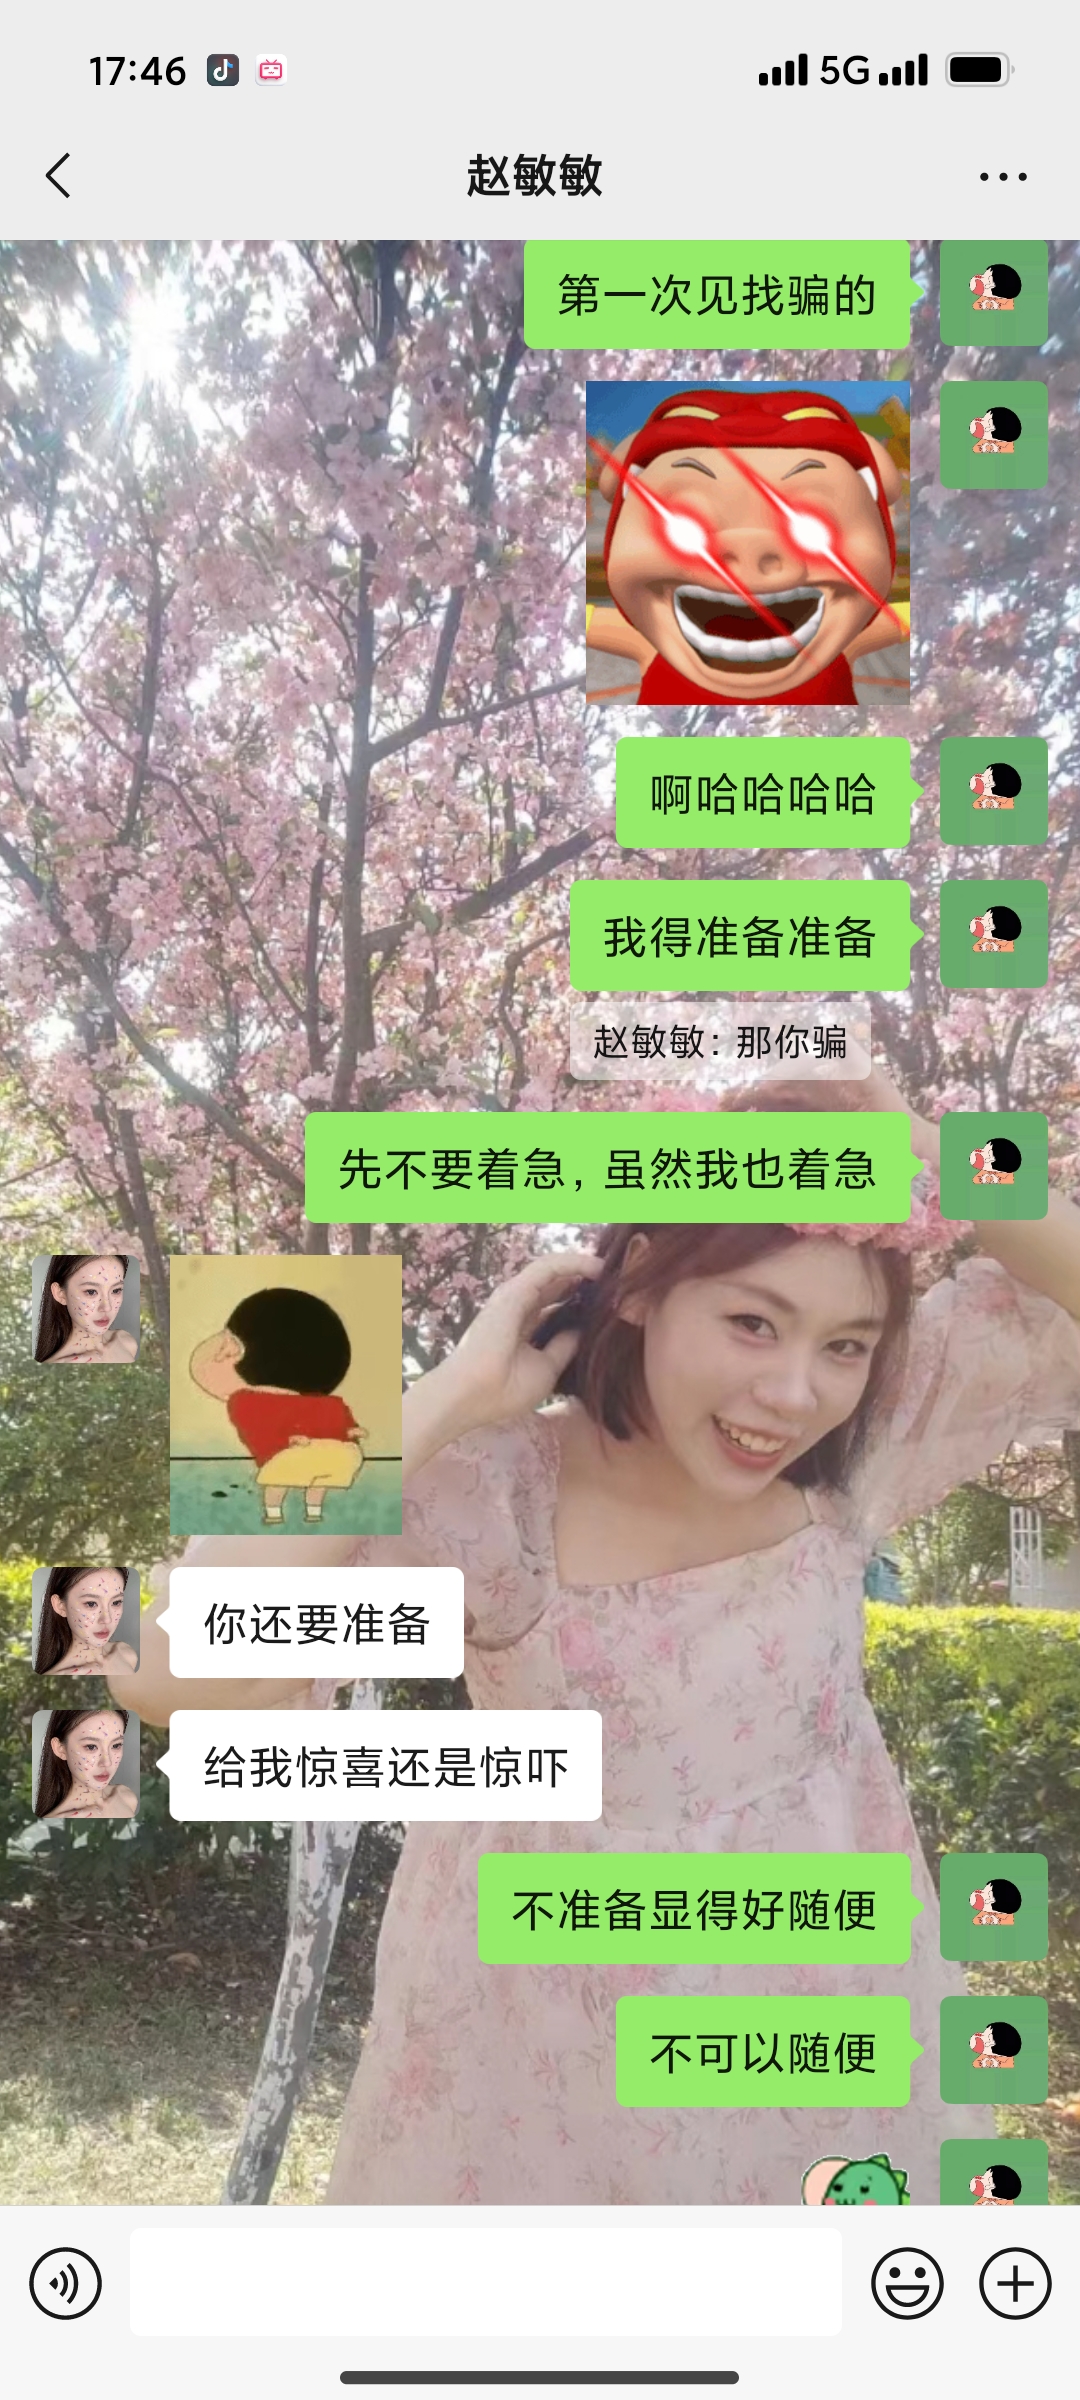 17:46
5G
赵敏敏
第一次见找骗的
啊哈哈哈哈
我得准备准备
赵敏敏：那你骗
先不要着急，虽然我也着急
你还要准备
给我惊喜还是惊吓
不准备显得好随便
不可以随便